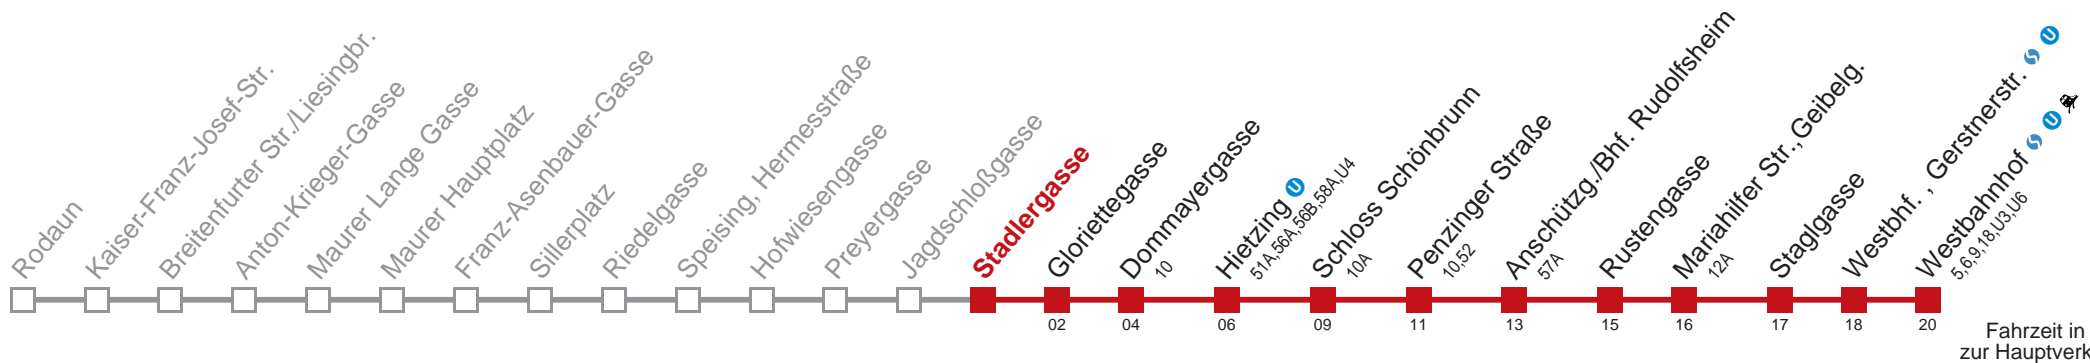 Rodaun
Kaiser-Franz-Josef-Str.
Breitenfurter Str./Liesingbr.
Anton-Krieger-Gasse
Maurer Lange Gasse
Maurer Hauptplatz
Franz-Asenbauer-Gasse
Sillerplatz
Riedelgasse
Speising, Hermesstraße
Hofwiesengasse
Preyergasse
Jagdschloßgasse
Stadlergasse
Gloriettegasse
02
Dommayergasse
10
04
Hietzing U
51A,56A,56B,58A,U4
06
Schloss Schönbrunn
10A
09
Penzinger Straße
10,52
11
Anschützg./Bhf. Rudolfsheim
57A
13
Rustengasse
15
Mariahilfer Str.,Geibelg.
12A
16
Staglgasse
17
Westbhf. , Gerstnerstr. S U
18
Westbahnhof S U
5,6,9,18,U3,U6
20
Fahrzeit in
zur Hauptverk